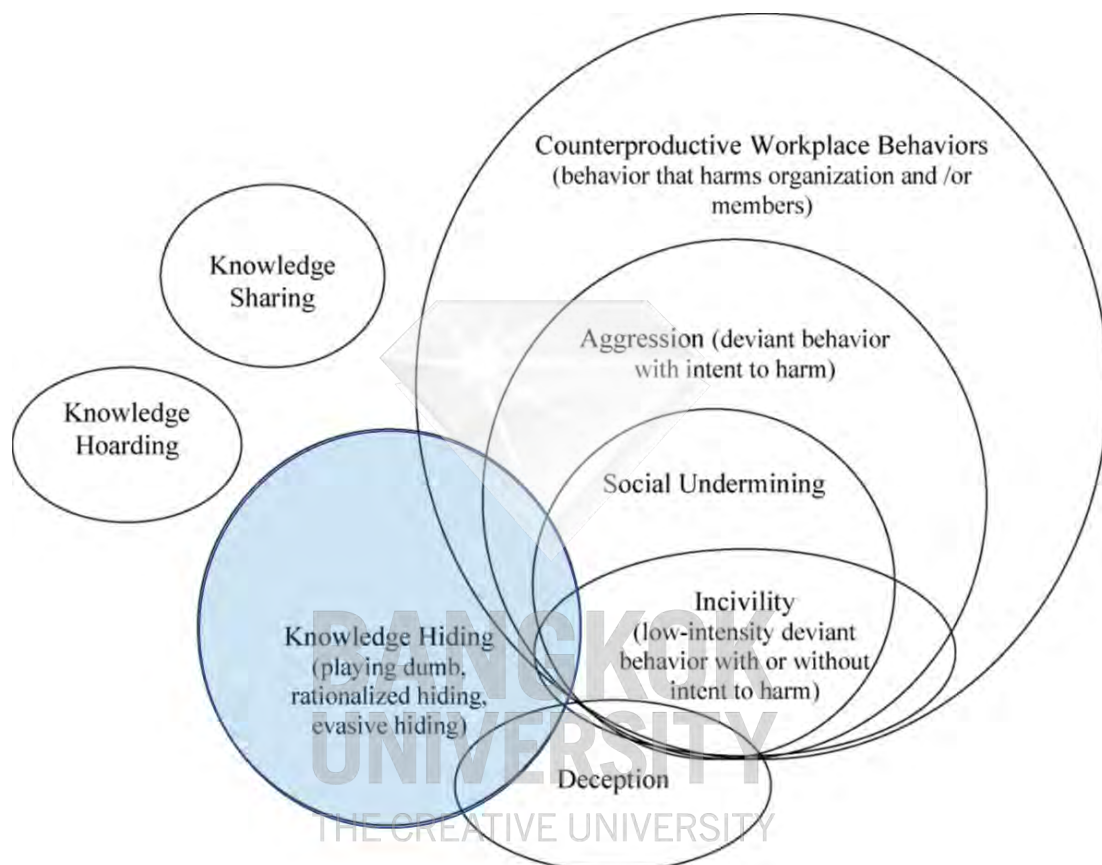 Counterproductive Workplace Behaviors
(behavior that harms organization and /or
members)
Knowledge
Sharing
Aggression (deviant behavior
with intent to harm)
Knowledge
Hoarding
Social Undermining
Incivility
(low-intensity deviant
behavior with or without
intent to harm)
Knowledge Hiding
(playing dumb,
rationalized hiding,
evasive hiding)
Deception
BANGKOK
UNIVERSITY
THE CREATIVE UNIVERSITY